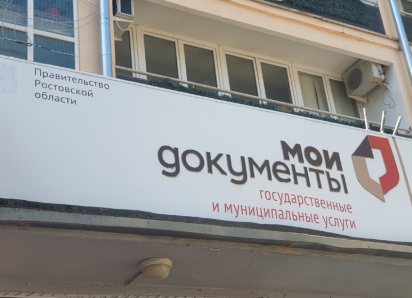 Правительство
Ростовской
области
мои
документы
государственные
и муниципальные услуги